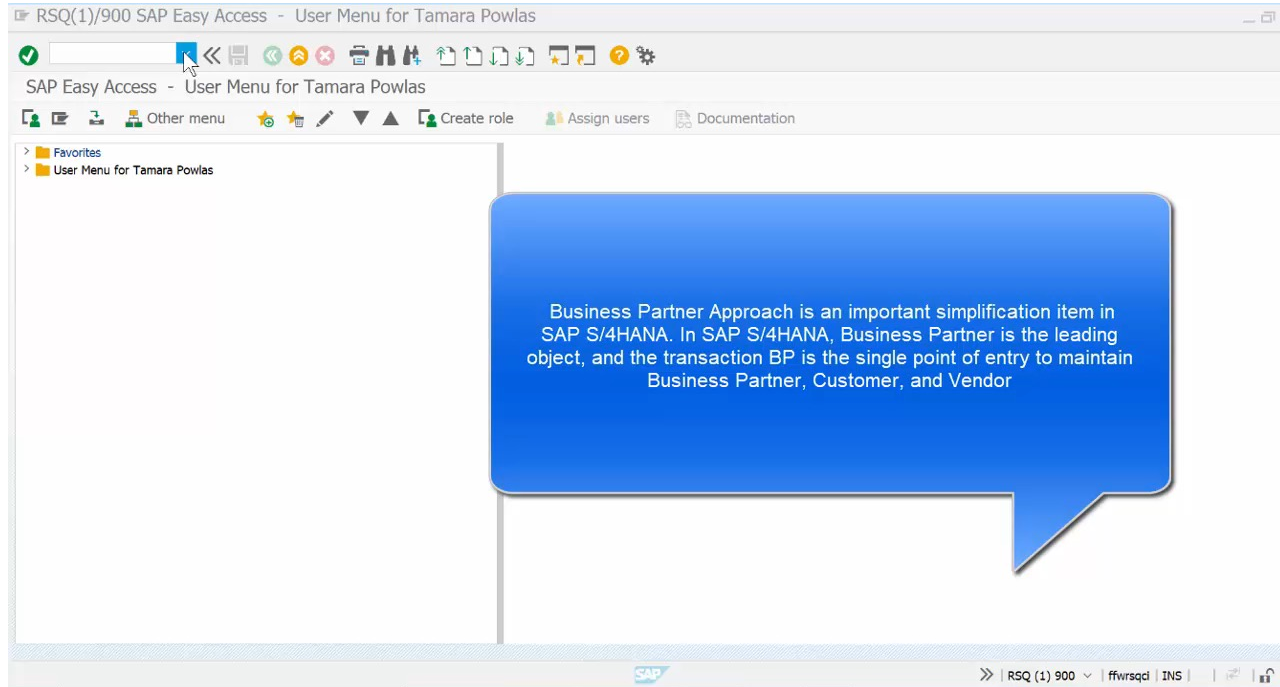 RSQ(1)/900 SAP Easy Access - User Menu for Tamara Powlas
SAP Easy Access - User Menu for Tamara Powlas
Other menu Create role Assign users Documentation
Favorites
User Menu for Tamara Powlas
Business Partner Approach is an important simplification item in
SAP S/4HANA. In SAP S/4HANA, Business Partner is the leading
object, and the transaction BP is the single point of entry to maintain
Business Partner, Customer, and Vendor
SAP
RSQ (1) 900 ffwrsqci INS